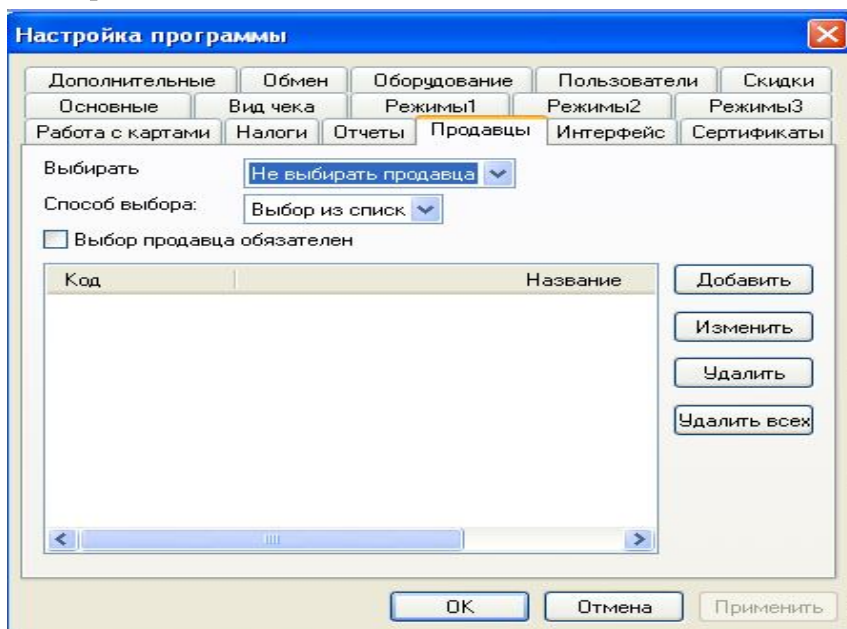 Настройка программы
Дополнительные Обмен Оборудование Пользователи Скидки
Основные Вид чека Режимы1 Режимы2 Режимы3
Работа с картами Налоги Отчеты Продавцы Интерфейс Сертификаты
Выбирать Не выбирать продавца
Способ выбора: Выбор из списк
Выбор продавца обязателен
Код Название
Добавить
Изменить
Удалить
Удалить всех
OK Отмена Применить